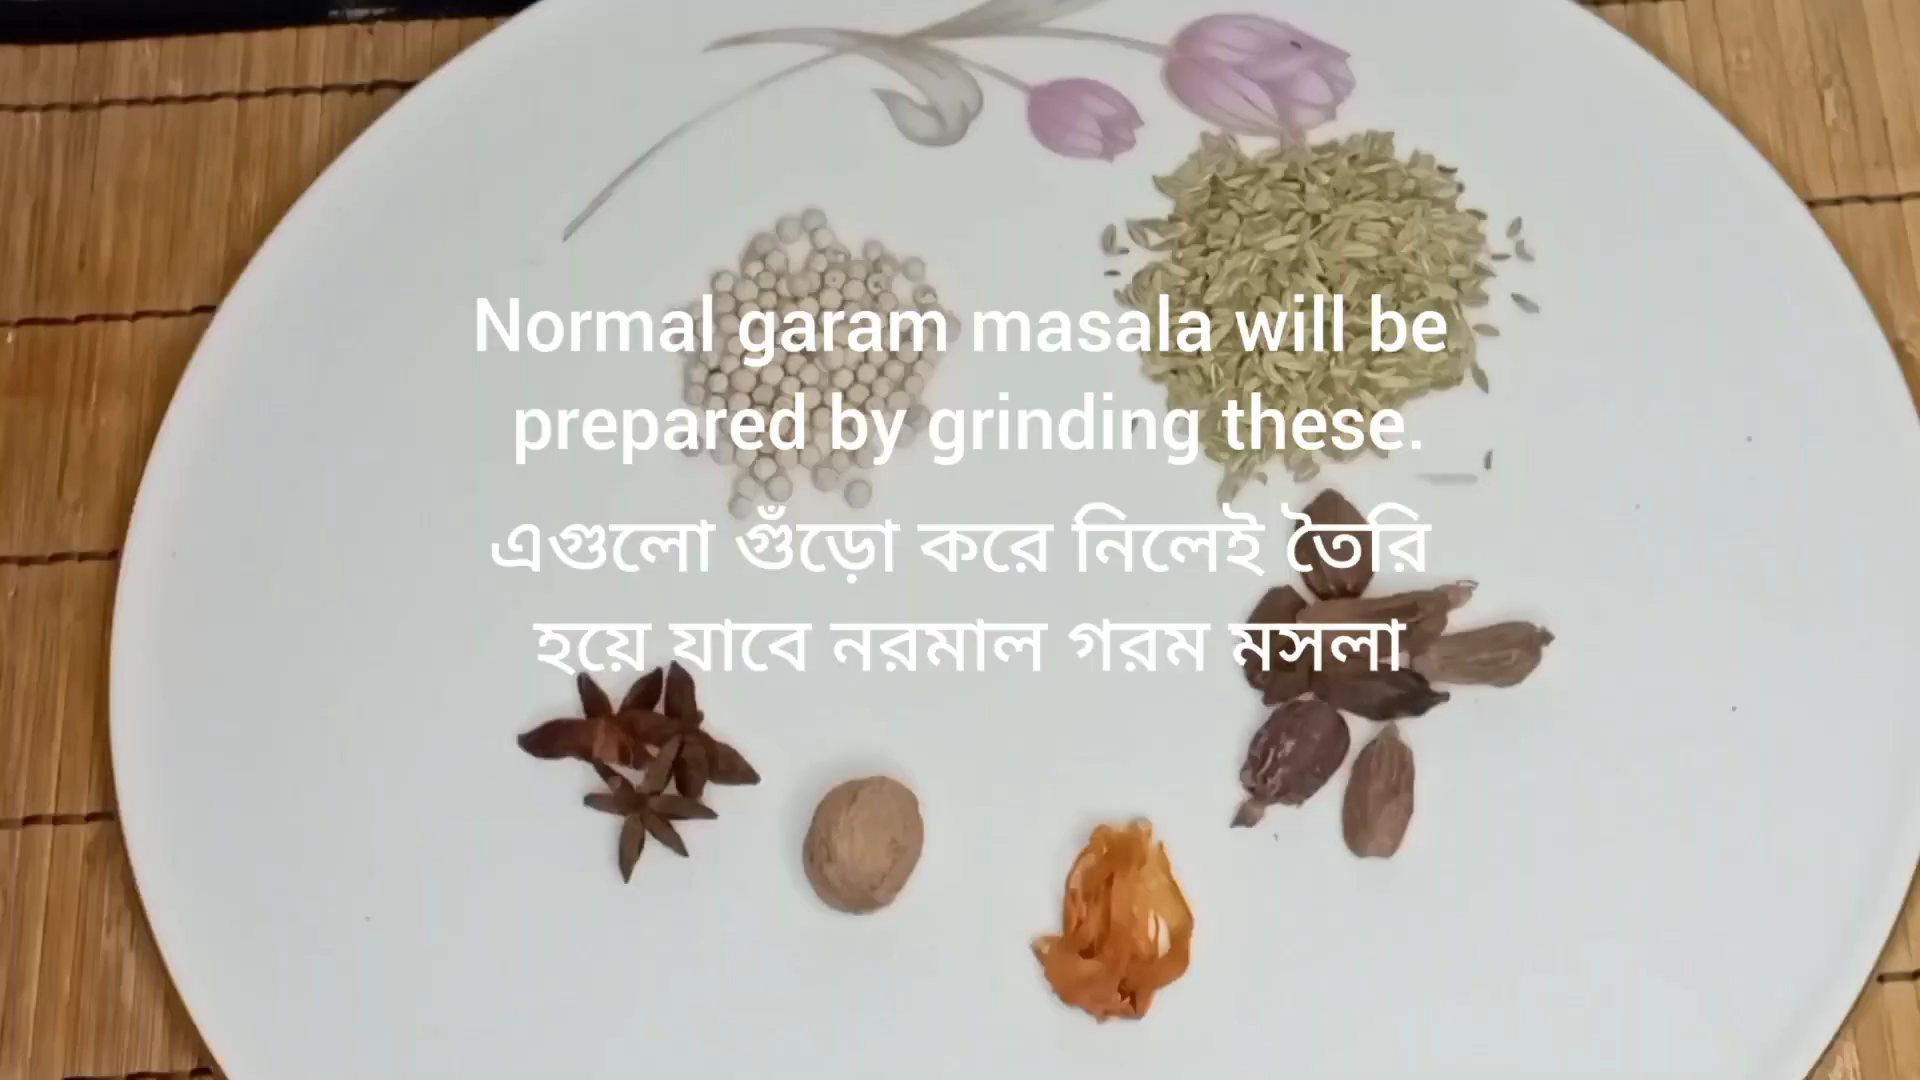 Normal garam masala will be
prepared by grinding these.
এগুলো গুঁড়ো করে নিলেই তৈরি
হয়ে যাবে নরমাল গরম মসলা